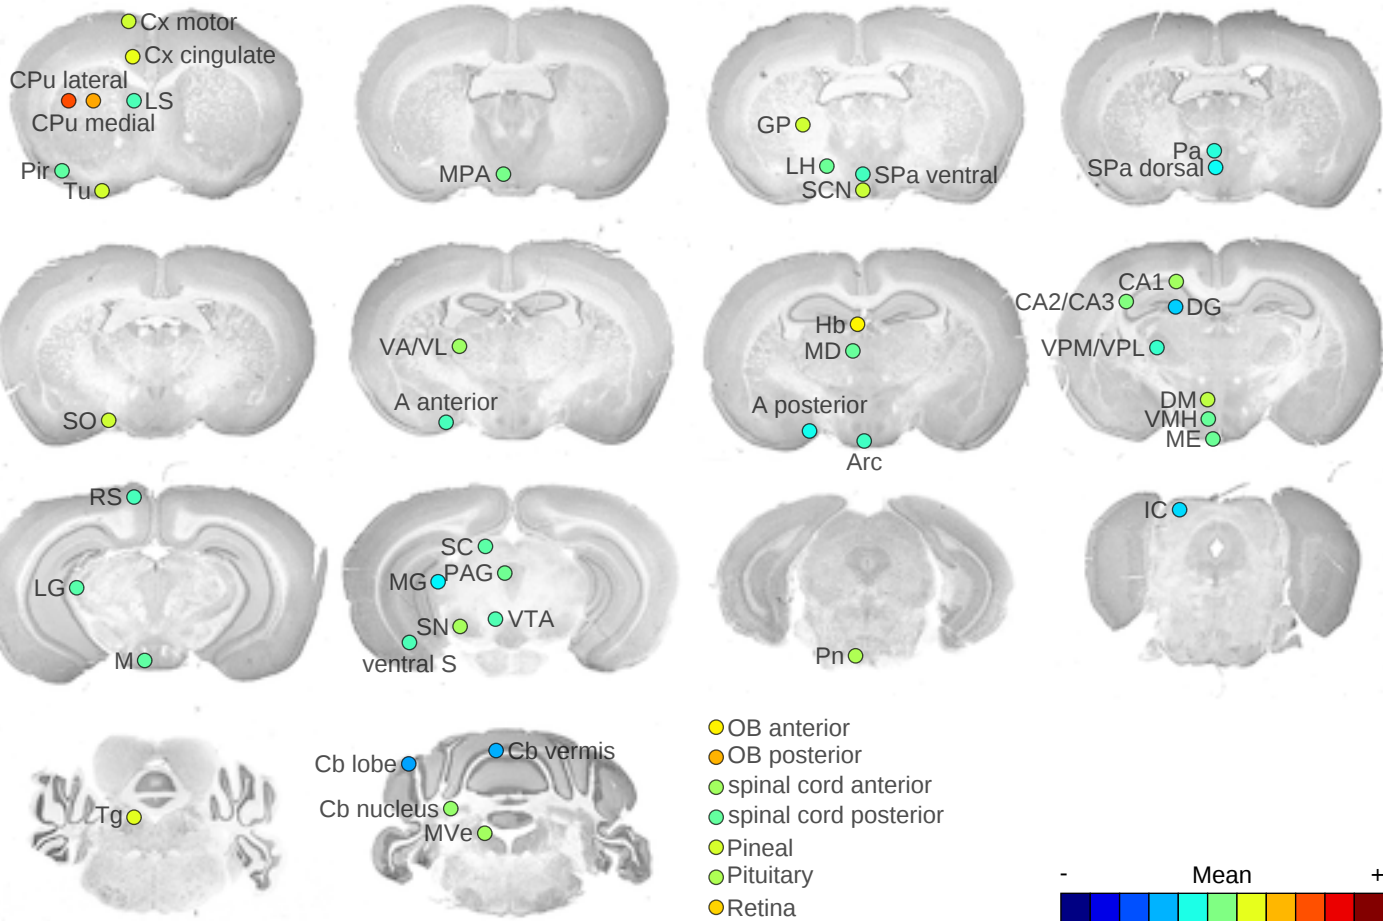 Cx motor
Cx cingulate
CPu lateral
LS
CPu medial
Pir
Tu
MPA
GP
LH
SPa ventral
SCN
Pa
SPa dorsal
SO
VA/VL
A anterior
Hb
MD
A posterior
Arc
CA1
CA2/CA3
DG
VPM/VPL
DM
VMH
ME
RS
LG
M
SC
MG
PAG
SN
VTA
ventral S
Pn
IC
Tg
Cb lobe
Cb vermis
Cb nucleus
MVe
OB anterior
OB posterior
spinal cord anterior
spinal cord posterior
Pineal
Pituitary
Retina
- Mean +